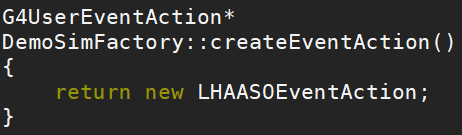 G4UserEventAction*
DemoSimFactory::createEventAction()
{
    return new LHAASOEventAction;
}